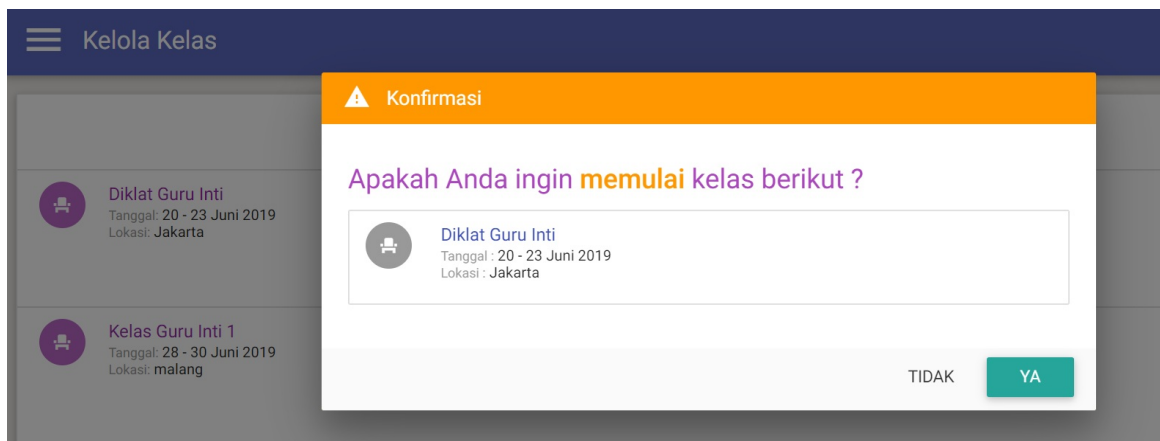 Kelola Kelas
Diklat Guru Inti
Tanggal: 20 - 23 Juni 2019
Lokasi: Jakarta
Kelas Guru Inti 1
Tanggal: 28 - 30 Juni 2019
Lokasi: malang
Konfirmasi
Apakah Anda ingin memulai kelas berikut ?
Diklat Guru Inti
Tanggal : 20 - 23 Juni 2019
Lokasi : Jakarta
TIDAK
YA